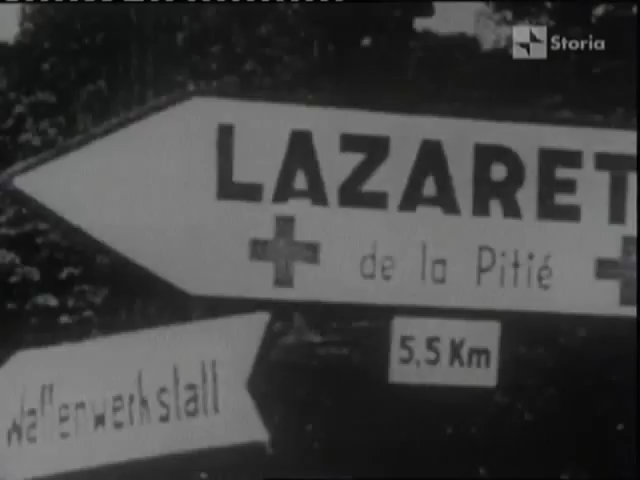 Storia
LAZARET
de la Pitié
5,5 Km
Waffenwerkstatt